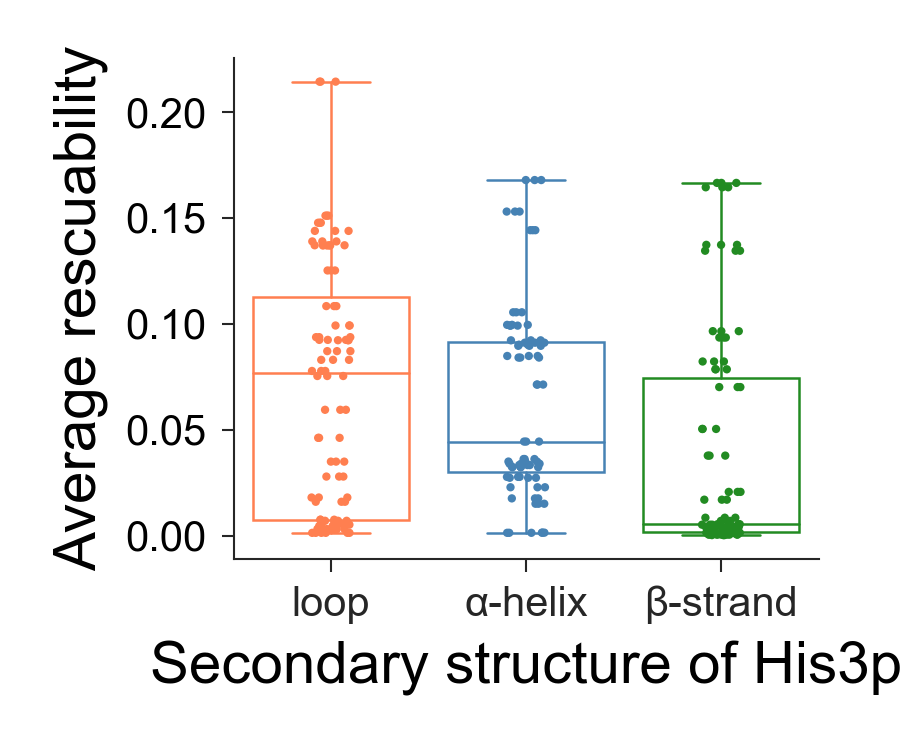 Average rescuability
0.20
0.15
0.10
0.05
0.00
loop α-helix β-strand
Secondary structure of His3p